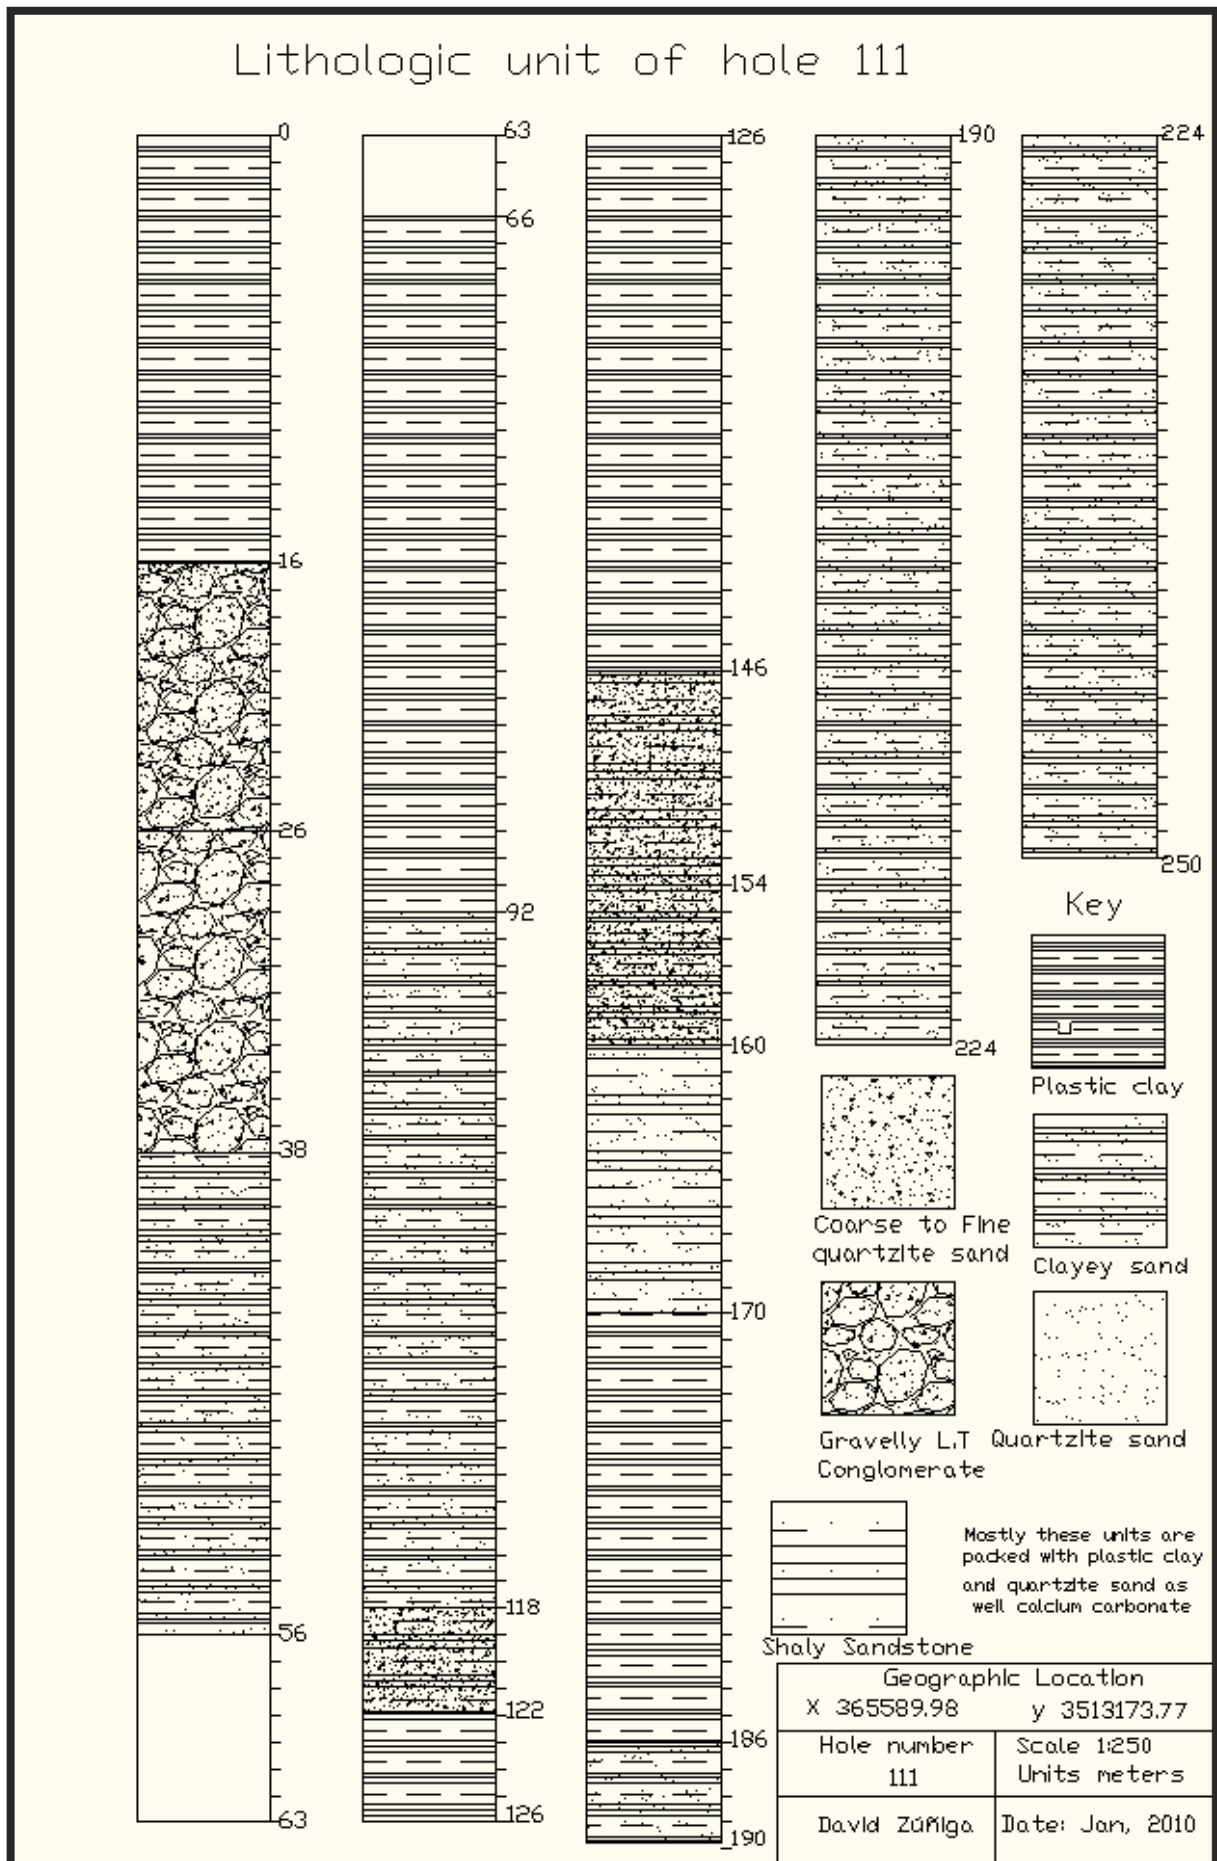 Lithologic unit of hole 111
0
16
26
38
56
63
63
66
92
118
122
126
126
146
154
160
170
186
190
190
224
224
250
Key
Plastic clay
Coarse to Fine
quartzite sand
Clayey sand
Gravelly L.T
Conglomerate
Quartzite sand
Shaly Sandstone
Mostly these units are
packed with plastic clay
and quartzite sand as
well calcium carbonate
Geographic Location
X 365589.98 y 3513173.77
Hole number
111
Scale 1:250
Units meters
David Zúñiga
Date: Jan, 2010